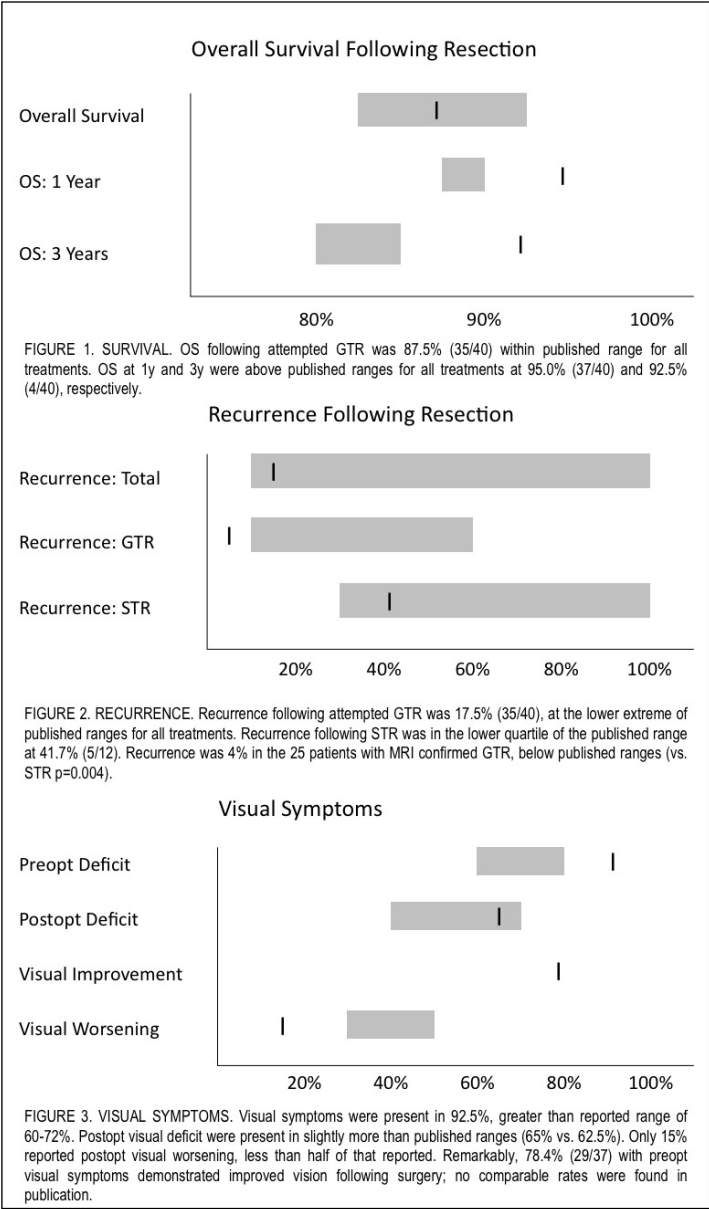 Overall Survival Following Resection
Overall Survival
OS: 1 Year
OS: 3 Years
80% 90% 100%
FIGURE 1. SURVIVAL. OS following attempted GTR was 87.5% (35/40) within published range for all
treatments. OS at 1y and 3y were above published ranges for all treatments at 95.0% (37/40) and 92.5%
(4/40), respectively.
Recurrence Following Resection
Recurrence: Total
Recurrence: GTR
Recurrence: STR
20% 40% 60% 80% 100%
FIGURE 2. RECURRENCE. Recurrence following attempted GTR was 17.5% (35/40), at the lower extreme of
published ranges for all treatments. Recurrence following STR was in the lower quartile of the published range
at 41.7% (5/12). Recurrence was 4% in the 25 patients with MRI confirmed GTR, below published ranges (vs.
STR p=0.004).
Visual Symptoms
Preopt Deficit
Postopt Deficit
Visual Improvement
Visual Worsening
20% 40% 60% 80% 100%
FIGURE 3. VISUAL SYMPTOMS. Visual symptoms were present in 92.5%, greater than reported range of
60-72%. Postopt visual deficit were present in slightly more than published ranges (65% vs. 62.5%). Only 15%
reported postopt visual worsening, less than half of that reported. Remarkably, 78.4% (29/37) with preopt
visual symptoms demonstrated improved vision following surgery; no comparable rates were found in
publication.